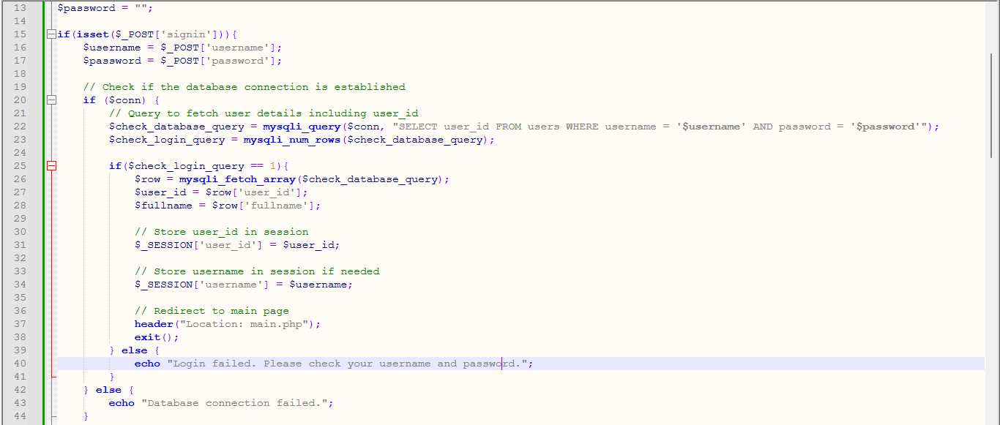 13 $password = "";
14
15 if(isset($_POST['signin'])){
16 $username = $_POST['username'];
17 $password = $_POST['password'];
18
19 // Check if the database connection is established
20 if ($conn) {
21 // Query to fetch user details including user_id
22 $check_database_query = mysqli_query($conn, "SELECT user_id FROM users WHERE username = '$username' AND password = '$password'");
23 $check_login_query = mysqli_num_rows($check_database_query);
24
25 if($check_login_query == 1){
26 $row = mysqli_fetch_array($check_database_query);
27 $user_id = $row['user_id'];
28 $fullname = $row['fullname'];
29
30 // Store user_id in session
31 $_SESSION['user_id'] = $user_id;
32
33 // Store username in session if needed
34 $_SESSION['username'] = $username;
35
36 // Redirect to main page
37 header("Location: main.php");
38 exit();
39 } else {
40 echo "Login failed. Please check your username and password.";
41 }
42 } else {
43 echo "Database connection failed.";
44 }